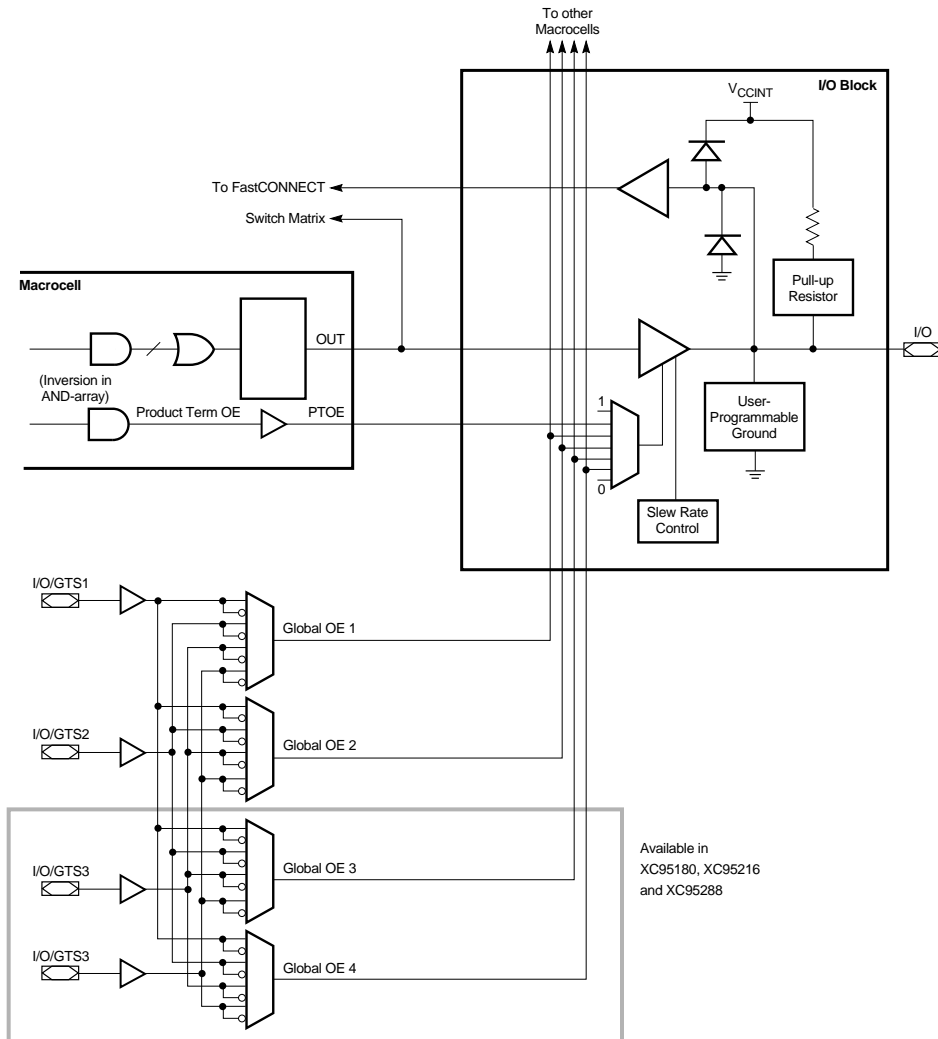 To other
Macrocells
I/O Block
VCCINT
To FastCONNECT
Switch Matrix
Macrocell
Pull-up
Resistor
OUT
I/O
(Inversion in
AND-array)
Product Term OE
PTOE
1
User-
Programmable
Ground
0
Slew Rate
Control
I/O/GTS1
Global OE 1
I/O/GTS2
Global OE 2
I/O/GTS3
Global OE 3
Available in
XC95180, XC95216
and XC95288
I/O/GTS3
Global OE 4